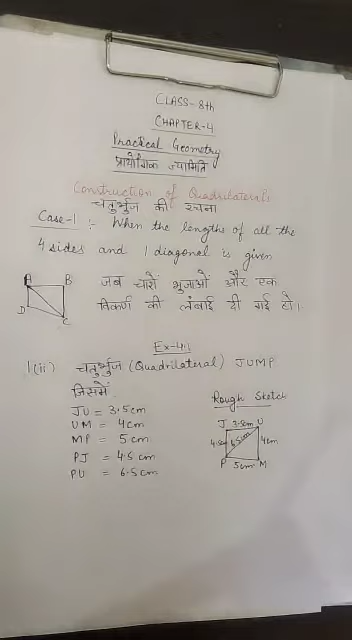 CLASS-8th
CHAPTER-4
Practical Geometry
प्रायोगिक ज्यामिति
Construction of Quadrilaterals
चतुर्भुज की रचना
Case-1 :- When the lengths of all the
4 sides and 1 diagonal is given
जब चारों भुजाओं और एक
विकर्ण की लंबाई दी गई हो।
A B
D C
Ex-4.1
1(ii) चतुर्भुज (Quadrilateral) JUMP
जिसमें
JU = 3.5cm
UM = 4cm
MP = 5cm
PJ = 4.5 cm
PU = 6.5cm
Rough Sketch
J 3.5cm U
4.5cm 6.5cm 4cm
P 5cm M